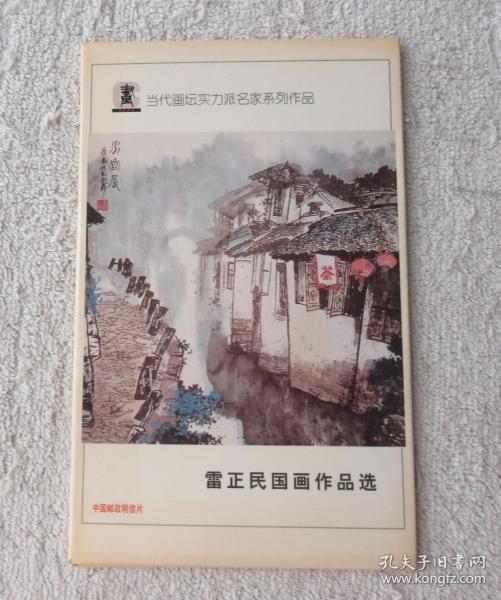 当代画坛实力派名家系列作品
茶
雷正民国画作品选
中国邮政明信片
孔夫子旧书网
www.kongfz.com